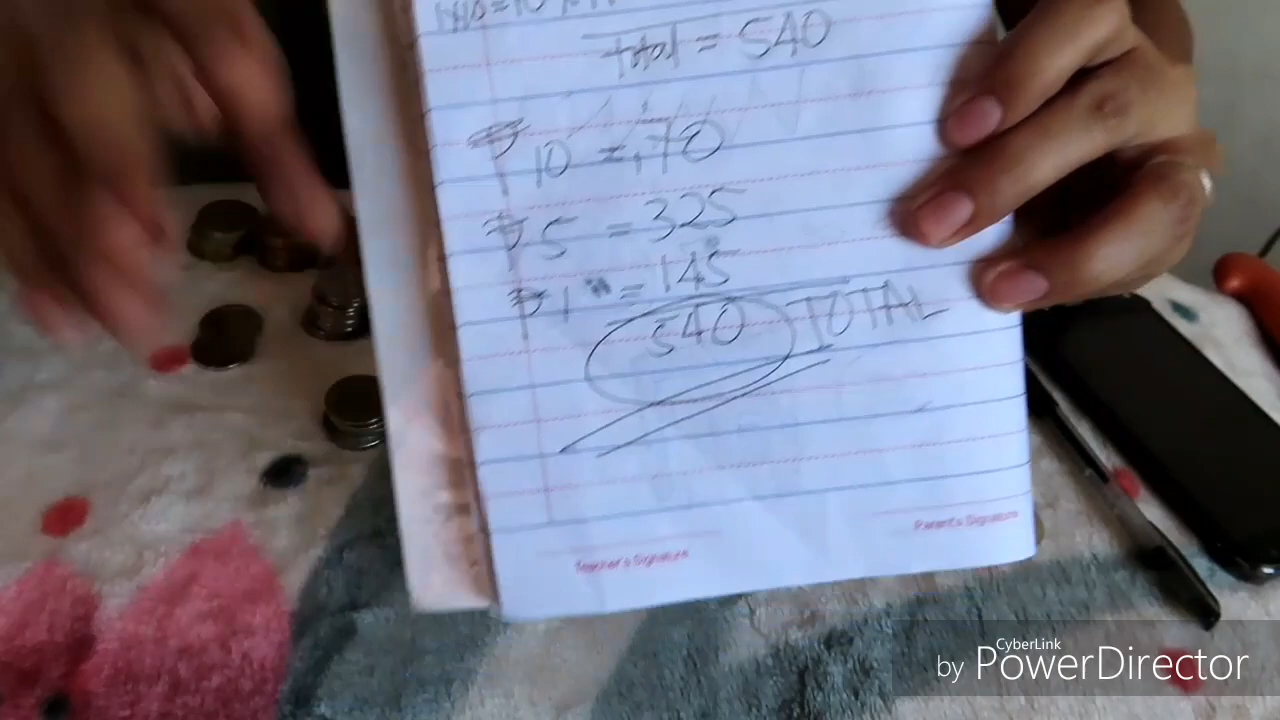 Total = 540
₱10 = 70
₱5 = 325
₱1 = 145
540 TOTAL
Teacher's Signature
Parent's Signature
CyberLink
by PowerDirector